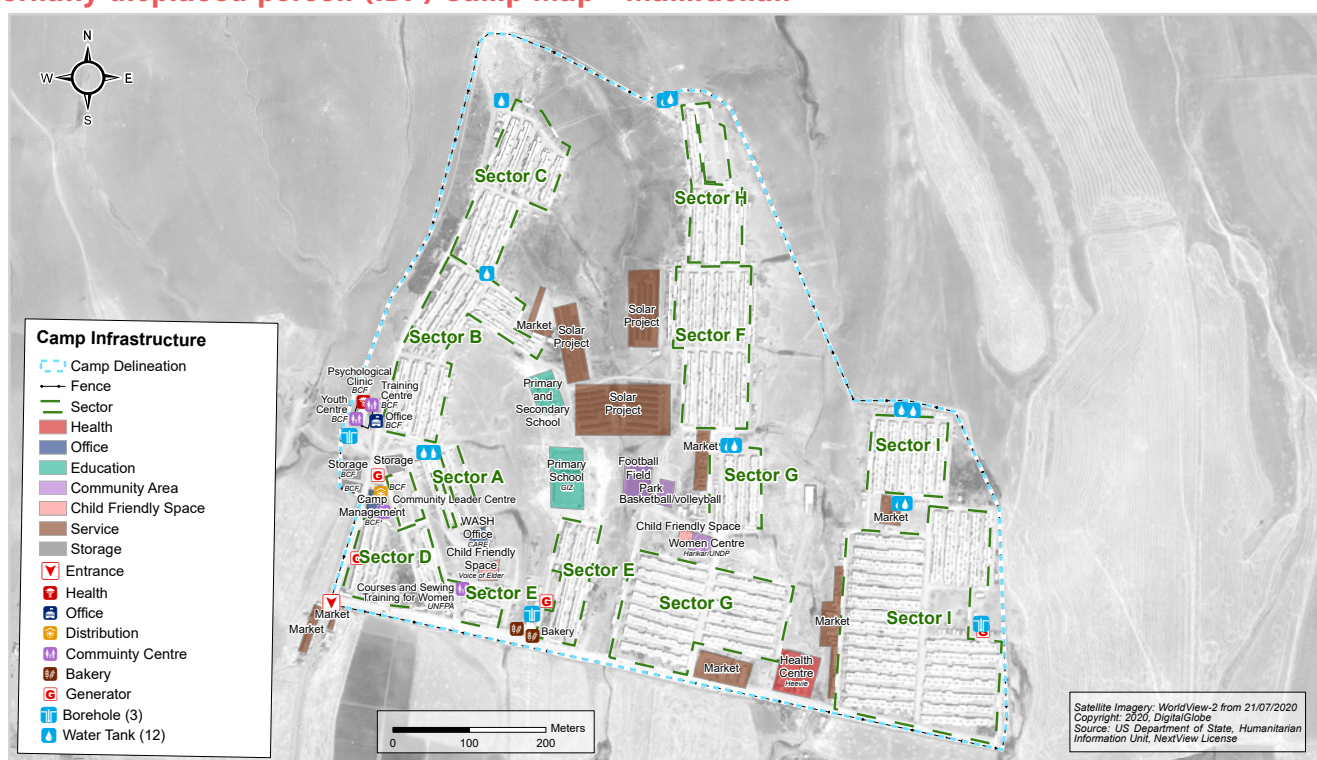 displaced person (IDP) Camp Map -
N
W E
S
Sector C
Sector H
Solar
Project
Sector F
Market
Solar
Project
Sector B
Camp Infrastructure
Camp Delineation
Fence
Sector
Health
Office
Education
Community Area
Child Friendly Space
Service
Storage
Entrance
Health
Office
Distribution
Commuinty Centre
Bakery
G Generator
Borehole (3)
Water Tank (12)
Psychological
Clinic
BCF
Training
Centre
BCF
Youth
Centre
BCF
Office
BCF
Primary
and
Secondary
School
Solar
Project
Market
Sector I
Storage
BCF
Storage
G
BCF
BCF
Sector A
Primary
School
GIZ
Football
Field
Park
Basketball/volleyball
Sector G
Camp
Management
BCF
Community Leader Centre
Market
WASH
Office
CARE
Child Friendly Space
Women Centre
Harikar/UNDP
G
Sector D
Child Friendly
Space
Voice of Elder
Sector E
Courses and Sewing
Training for Women
UNFPA
Sector E
G
Sector G
Sector I
Market
G
Market
Market
Bakery
Market
Health
Centre
Heevie
Meters
0 100 200
Satellite Imagery: WorldView-2 from 21/07/2020
Copyright: 2020, DigitalGlobe
Source: US Department of State, Humanitarian
Information Unit, NextView License